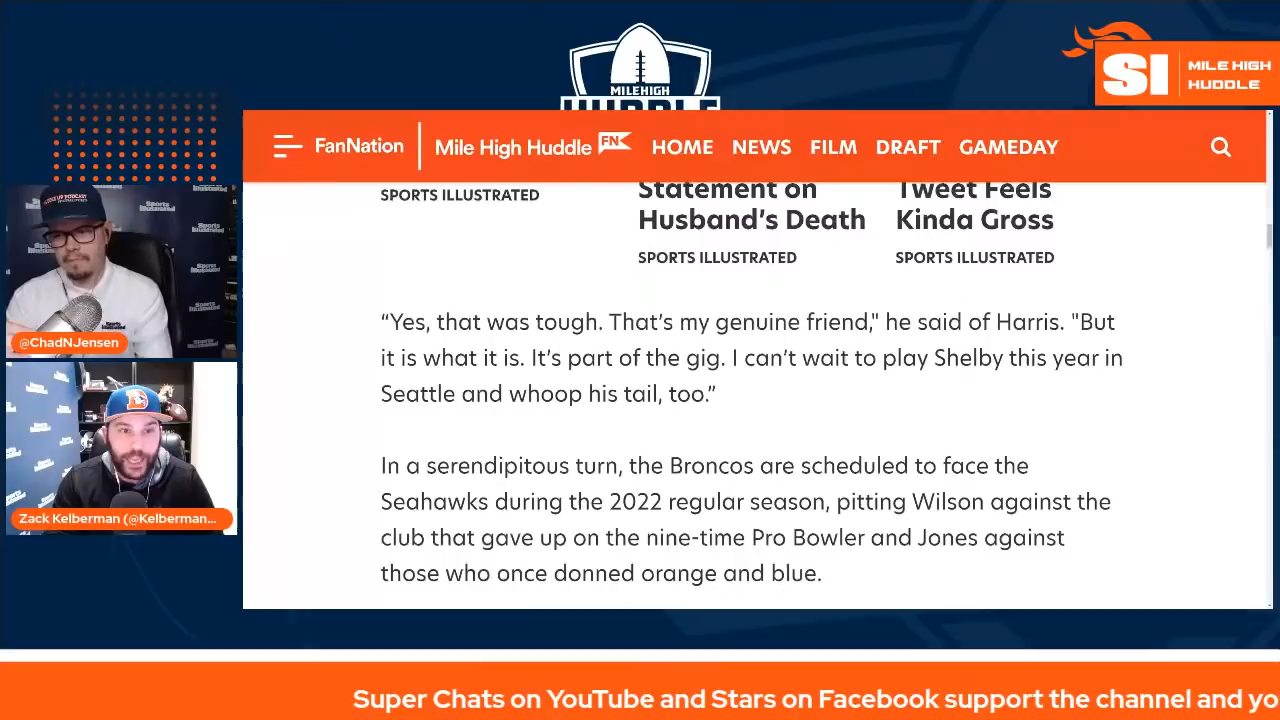 MILE HIGH
HUDDLE
SI
MILE HIGH
HUDDLE
FanNation
Mile High Huddle FN
HOME NEWS FILM DRAFT GAMEDAY
SPORTS ILLUSTRATED
Statement on
Husband's Death
SPORTS ILLUSTRATED
Tweet Feels
Kinda Gross
SPORTS ILLUSTRATED
“Yes, that was tough. That’s my genuine friend," he said of Harris. "But
it is what it is. It’s part of the gig. I can’t wait to play Shelby this year in
Seattle and whoop his tail, too.”
In a serendipitous turn, the Broncos are scheduled to face the
Seahawks during the 2022 regular season, pitting Wilson against the
club that gave up on the nine-time Pro Bowler and Jones against
those who once donned orange and blue.
@ChadNJensen
Zack Kelberman (@Kelberman...
Super Chats on YouTube and Stars on Facebook support the channel and yo